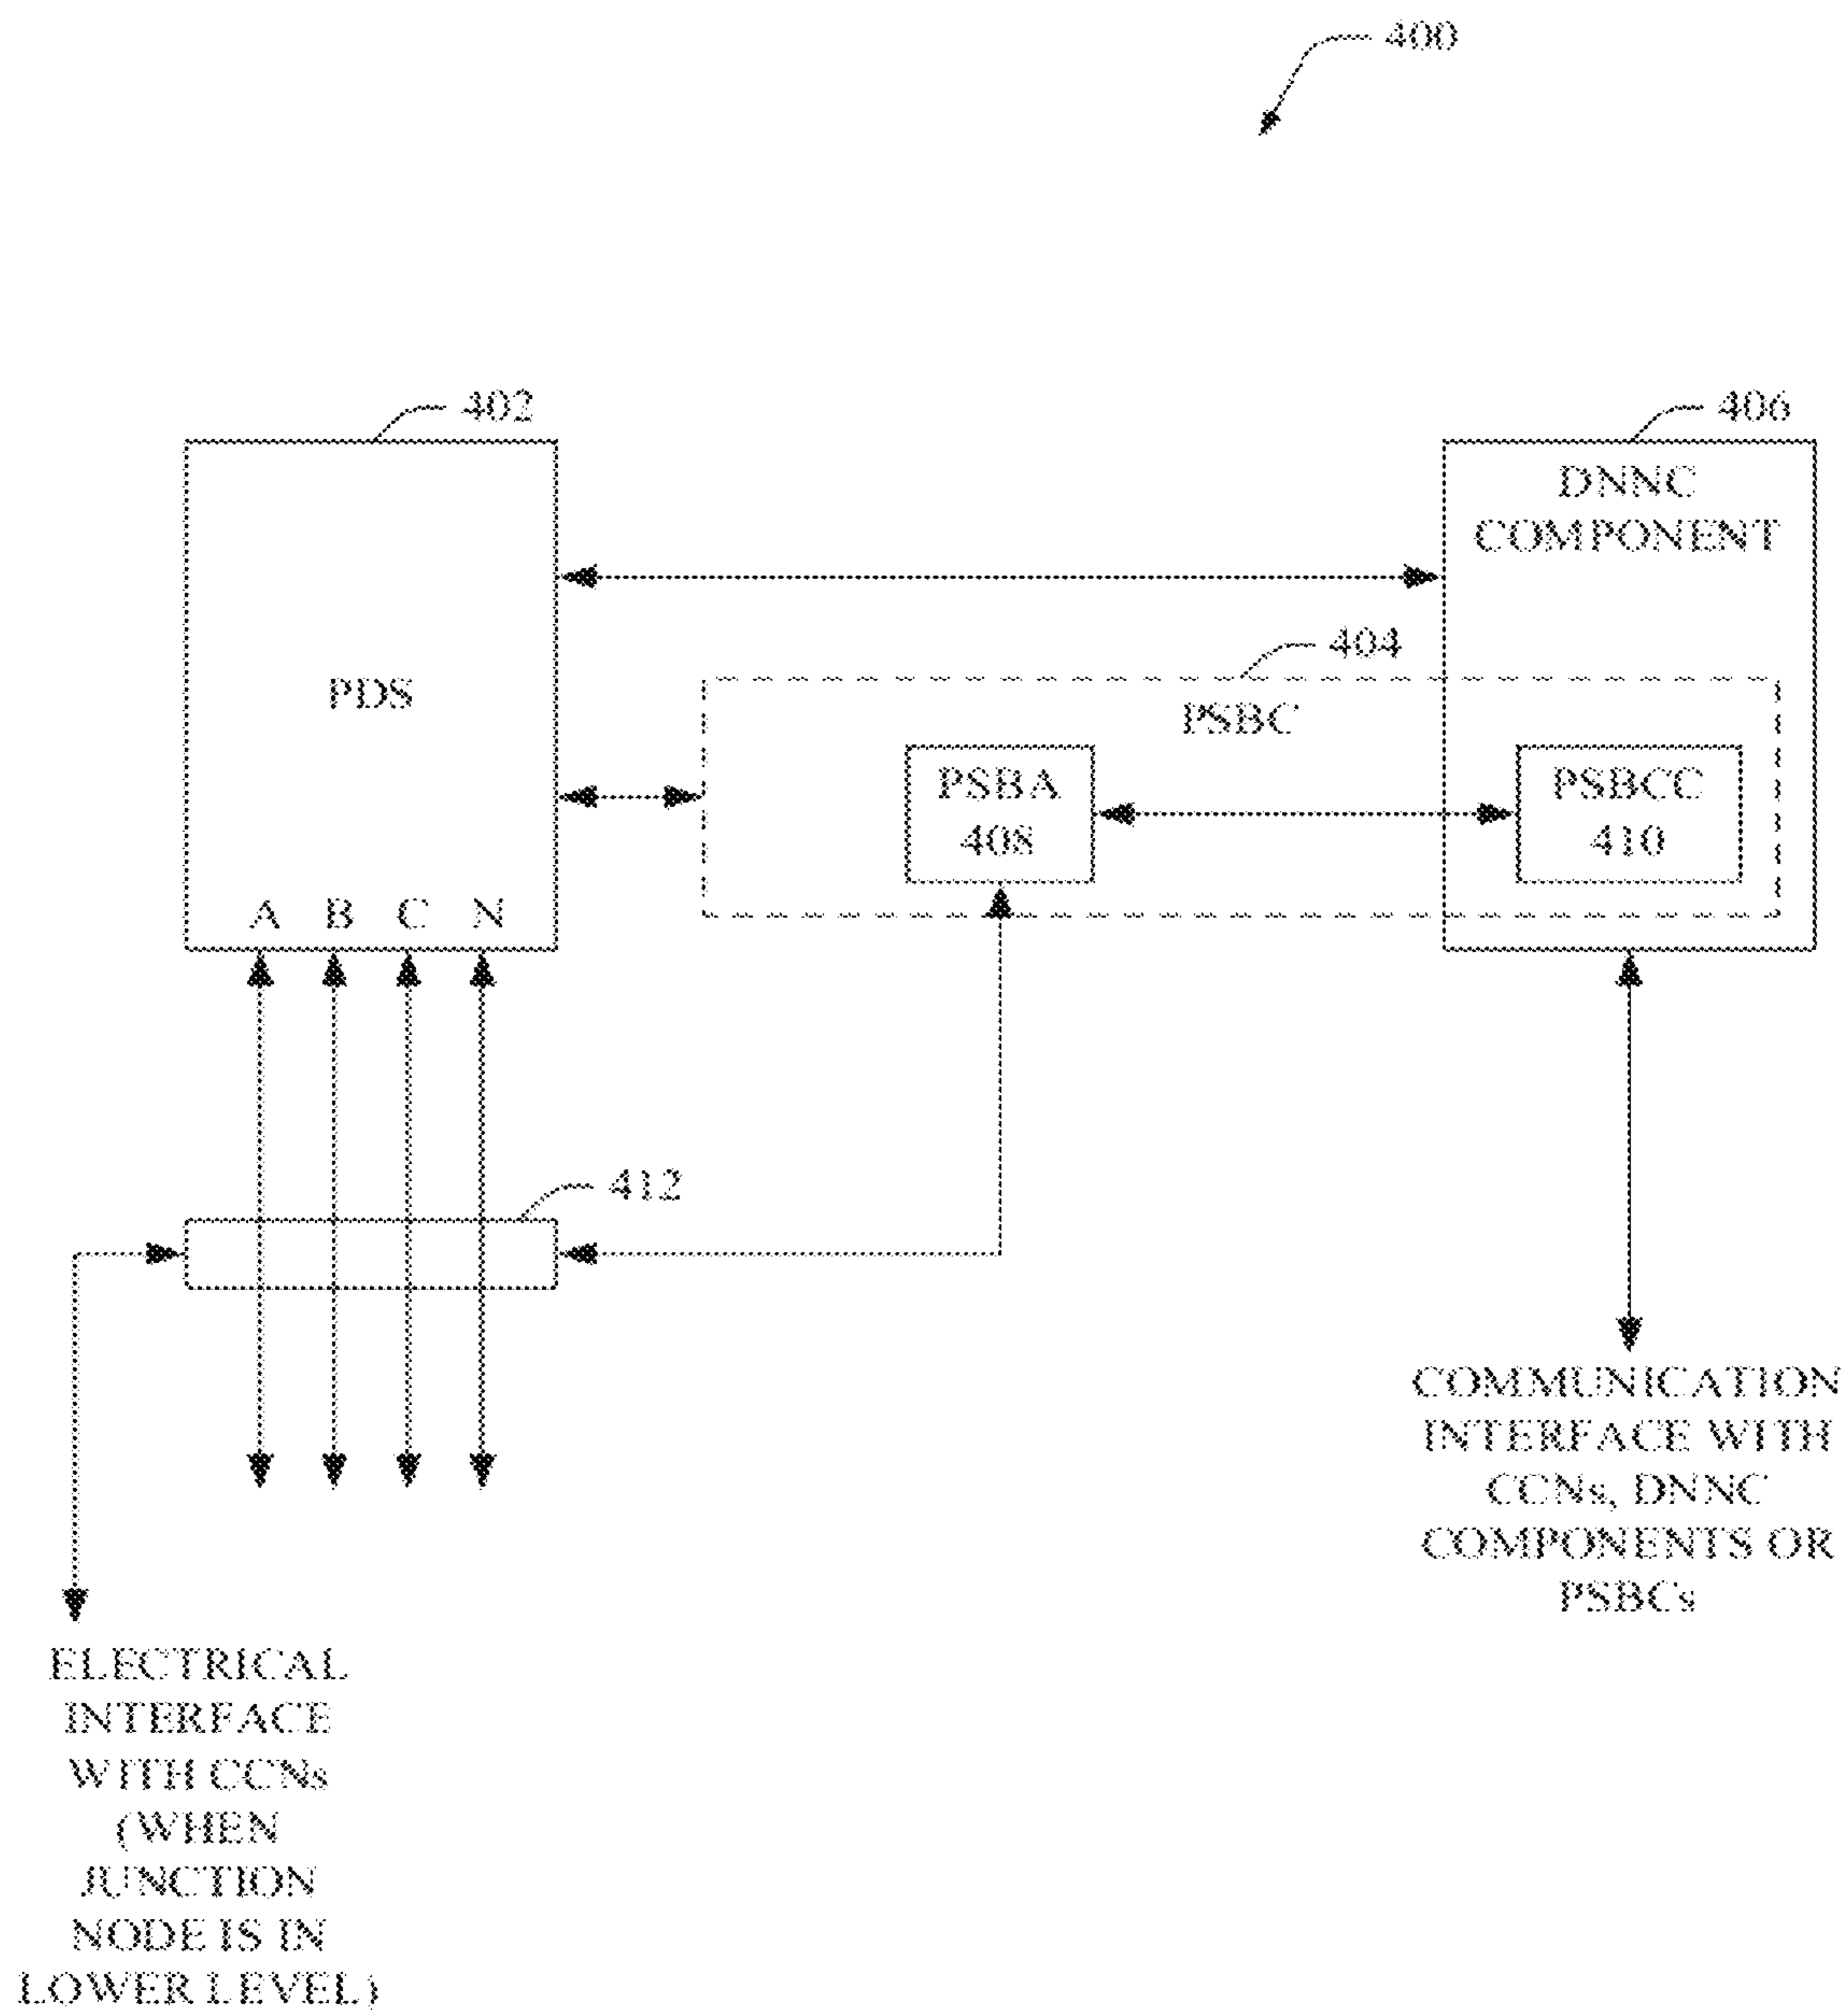 400
402
406
DNNC
COMPONENT
404
PDS
PSBC
PSBA
408
PSBCC
410
A B C N
412
COMMUNICATION
INTERFACE WITH
CCNs, DNNC
COMPONENTS OR
PSBCs
ELECTRICAL
INTERFACE
WITH CCNs
(WHEN
JUNCTION
NODE IS IN
LOWER LEVEL)